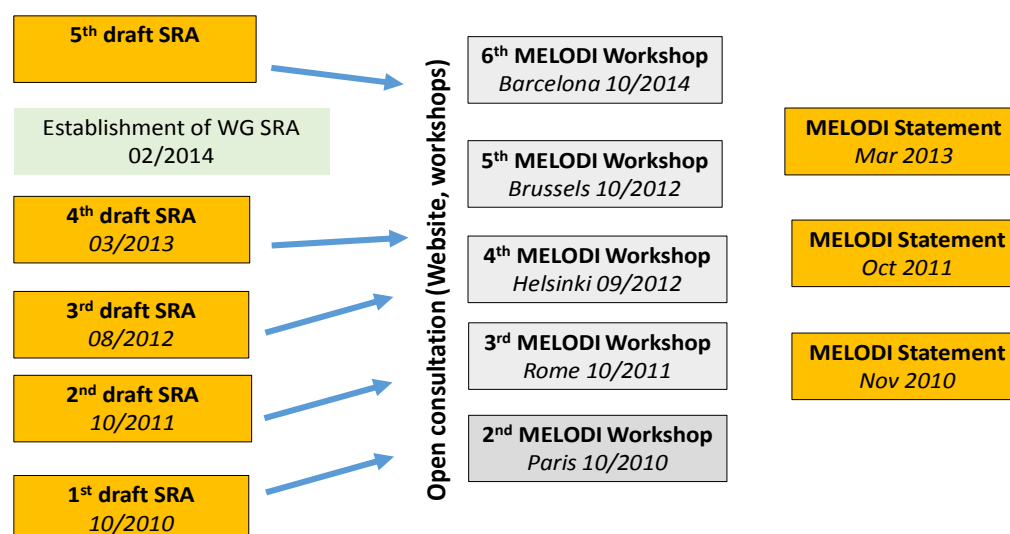 5th draft SRA
Establishment of WG SRA
02/2014
4th draft SRA
03/2013
3rd draft SRA
08/2012
2nd draft SRA
10/2011
1st draft SRA
10/2010
Open consultation (Website, workshops)
6th MELODI Workshop
Barcelona 10/2014
5th MELODI Workshop
Brussels 10/2012
4th MELODI Workshop
Helsinki 09/2012
3rd MELODI Workshop
Rome 10/2011
2nd MELODI Workshop
Paris 10/2010
MELODI Statement
Mar 2013
MELODI Statement
Oct 2011
MELODI Statement
Nov 2010